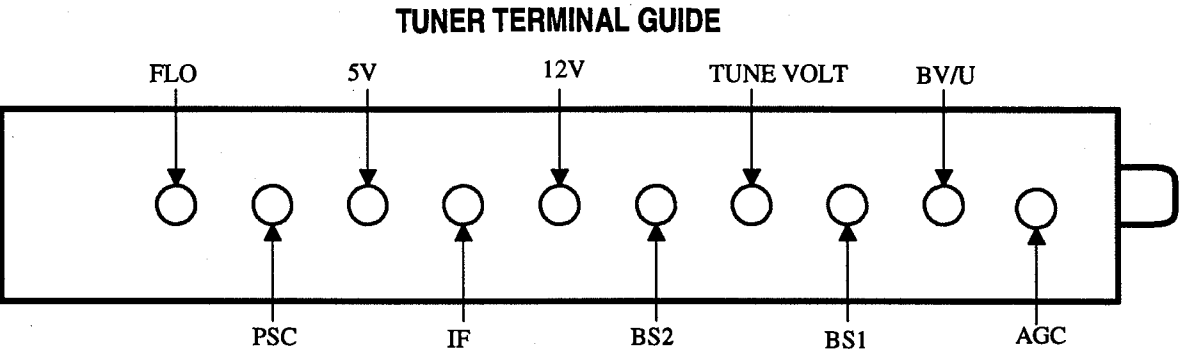 TUNER TERMINAL GUIDE
FLO 5V 12V TUNE VOLT BV/U
PSC IF BS2 BS1 AGC